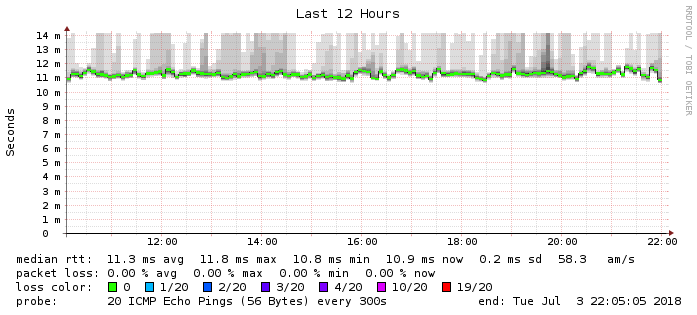 Last 12 Hours
RRDTOOL / TOBI OETIKER
Seconds
14 m
13 m
12 m
11 m
10 m
9 m
8 m
7 m
6 m
5 m
4 m
3 m
2 m
1 m
0
12:00 14:00 16:00 18:00 20:00 22:00
median rtt: 11.3 ms avg 11.8 ms max 10.8 ms min 10.9 ms now 0.2 ms sd 58.3 am/s
packet loss: 0.00 % avg 0.00 % max 0.00 % min 0.00 % now
loss color: 0 1/20 2/20 3/20 4/20 10/20 19/20
probe: 20 ICMP Echo Pings (56 Bytes) every 300s end: Tue Jul 3 22:05:05 2018